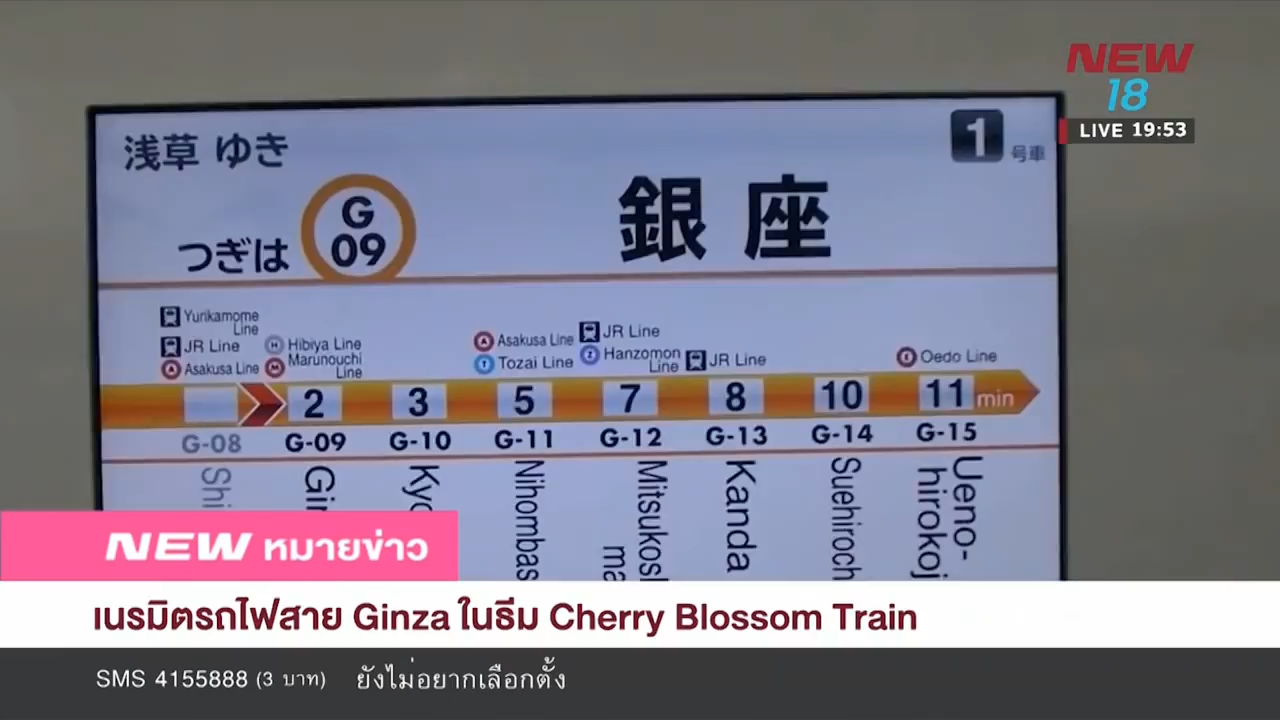 NEW
18
LIVE 19:53
浅草 ゆき
1
号車
つぎは
G
09
銀座
Yurikamome
Line
JR Line
A Asakusa Line
H Hibiya Line
M Marunouchi
Line
A Asakusa Line
T Tozai Line
JR Line
Z Hanzomon
Line
JR Line
E Oedo Line
2 3 5 7 8 10 11 min
G-08 G-09 G-10 G-11 G-12 G-13 G-14 G-15
Kanda
Ueno-
NEW หมายข่าว
เนรมิตรถไฟสาย Ginza ในธีม Cherry Blossom Train
SMS 4155888 (3 บาท) ยังไม่อยากเลือกตั้ง